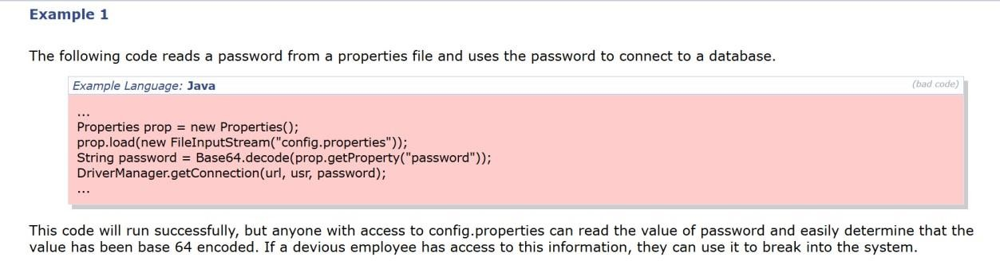 Example 1
The following code reads a password from a properties file and uses the password to connect to a database.
Example Language: Java (bad code)
...
Properties prop = new Properties();
prop.load(new FileInputStream("config.properties"));
String password = Base64.decode(prop.getProperty("password"));
DriverManager.getConnection(url, usr, password);
...
This code will run successfully, but anyone with access to config.properties can read the value of password and easily determine that the
value has been base 64 encoded. If a devious employee has access to this information, they can use it to break into the system.